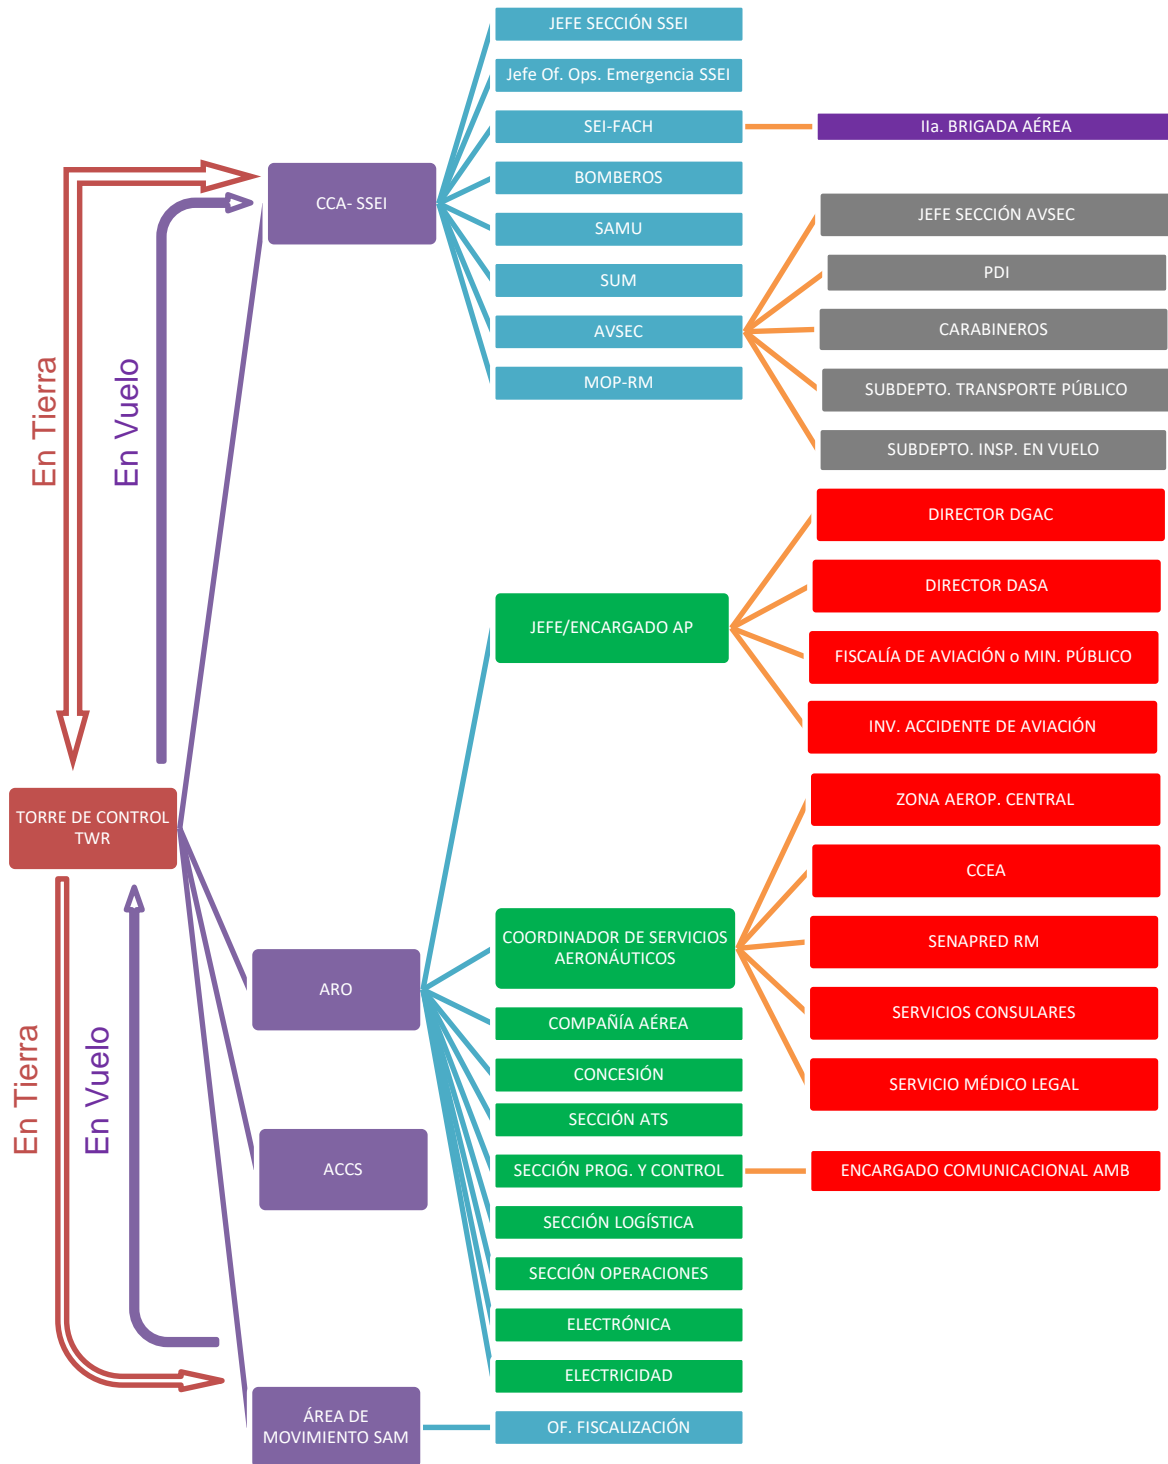 JEFE SECCIÓN SSEI
Jefe Of. Ops. Emergencia SSEI
SEI-FACH
IIa. BRIGADA AÉREA
BOMBEROS
CCA- SSEI
SAMU
JEFE SECCIÓN AVSEC
SUM
PDI
AVSEC
CARABINEROS
MOP-RM
SUBDEPTO. TRANSPORTE PÚBLICO
SUBDEPTO. INSP. EN VUELO
En Tierra
En Vuelo
DIRECTOR DGAC
DIRECTOR DASA
JEFE/ENCARGADO AP
FISCALÍA DE AVIACIÓN o MIN. PÚBLICO
INV. ACCIDENTE DE AVIACIÓN
ZONA AEROP. CENTRAL
TORRE DE CONTROL
TWR
CCEA
COORDINADOR DE SERVICIOS
AERONÁUTICOS
SENAPRED RM
ARO
SERVICIOS CONSULARES
COMPAÑÍA AÉREA
CONCESIÓN
SERVICIO MÉDICO LEGAL
En Tierra
En Vuelo
SECCIÓN ATS
ACCS
SECCIÓN PROG. Y CONTROL
ENCARGADO COMUNICACIONAL AMB
SECCIÓN LOGÍSTICA
SECCIÓN OPERACIONES
ELECTRÓNICA
ELECTRICIDAD
ÁREA DE
MOVIMIENTO SAM
OF. FISCALIZACIÓN